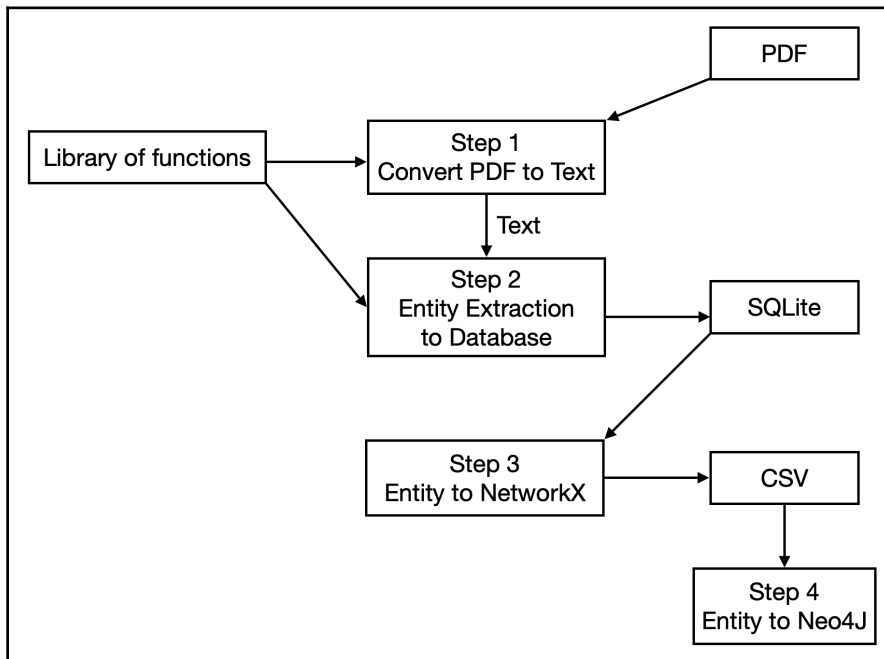 PDF
Library of functions
Step 1
Convert PDF to Text
Text
Step 2
Entity Extraction
to Database
SQLite
Step 3
Entity to NetworkX
CSV
Step 4
Entity to Neo4J